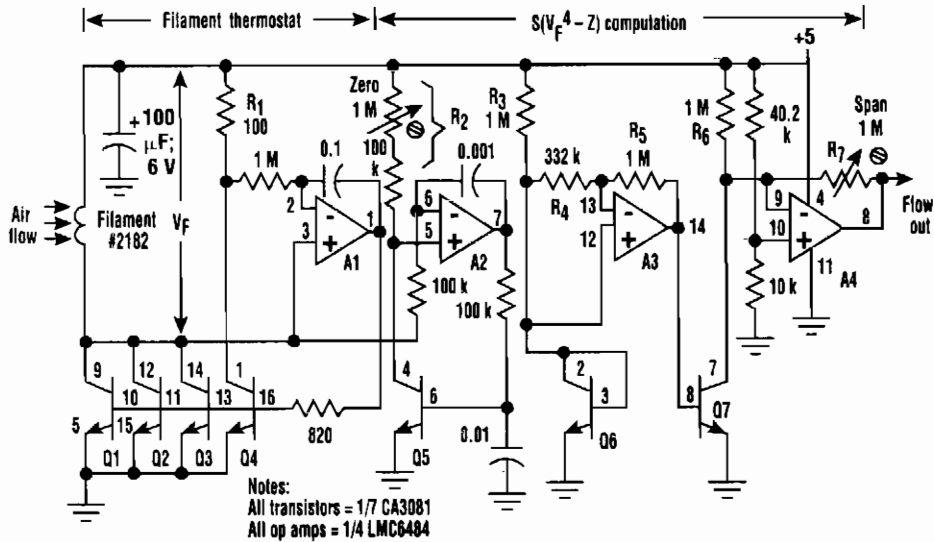 Filament thermostat
S(V_F^4 – Z) computation
+5
R1
100
Zero
1 M
R2
R3
1 M
1 M
R6
40.2
k
Span
1 M
R7
+ 100
µF;
6 V
1 M
0.1
100
k
0.001
332 k
R4
R5
1 M
Air
flow
Filament
#2182
VF
2
3
-
+
1
A1
6
5
-
+
7
A2
13
12
-
+
14
A3
9
10
-
+
4
8
11
A4
Flow
out
100 k
100 k
10 k
9
12
14
1
10
11
13
16
5
15
Q1
Q2
Q3
Q4
820
4
6
Q5
0.01
2
3
Q6
7
8
Q7
Notes:
All transistors = 1/7 CA3081
All op amps = 1/4 LMC6484